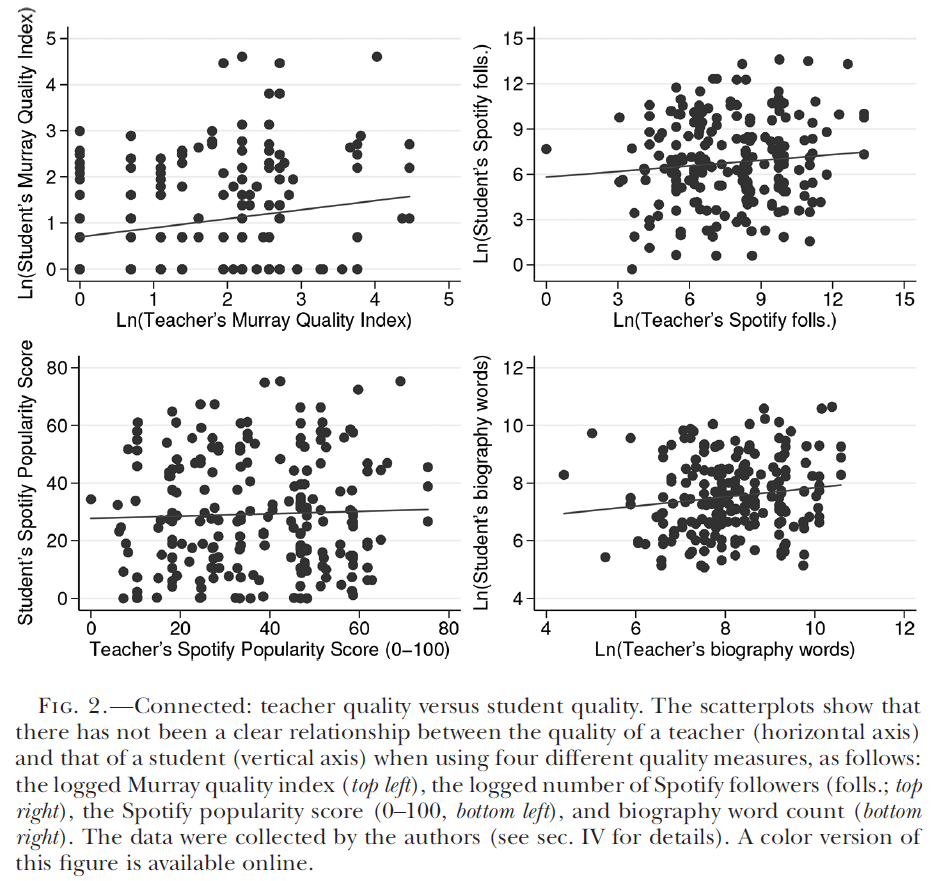 Ln(Student's Murray Quality Index)
5
4
3
2
1
0
0 1 2 3 4 5
Ln(Teacher's Murray Quality Index)
Ln(Student's Spotify folls.)
15
12
9
6
3
0
0 3 6 9 12 15
Ln(Teacher's Spotify folls.)
Student's Spotify Popularity Score
80
60
40
20
0
0 20 40 60 80
Teacher's Spotify Popularity Score (0–100)
Ln(Student's biography words)
12
10
8
6
4
4 6 8 10 12
Ln(Teacher's biography words)
Fig. 2.—Connected: teacher quality versus student quality. The scatterplots show that
there has not been a clear relationship between the quality of a teacher (horizontal axis)
and that of a student (vertical axis) when using four different quality measures, as follows:
the logged Murray quality index (top left), the logged number of Spotify followers (folls.; top
right), the Spotify popularity score (0–100, bottom left), and biography word count (bottom
right). The data were collected by the authors (see sec. IV for details). A color version of
this figure is available online.